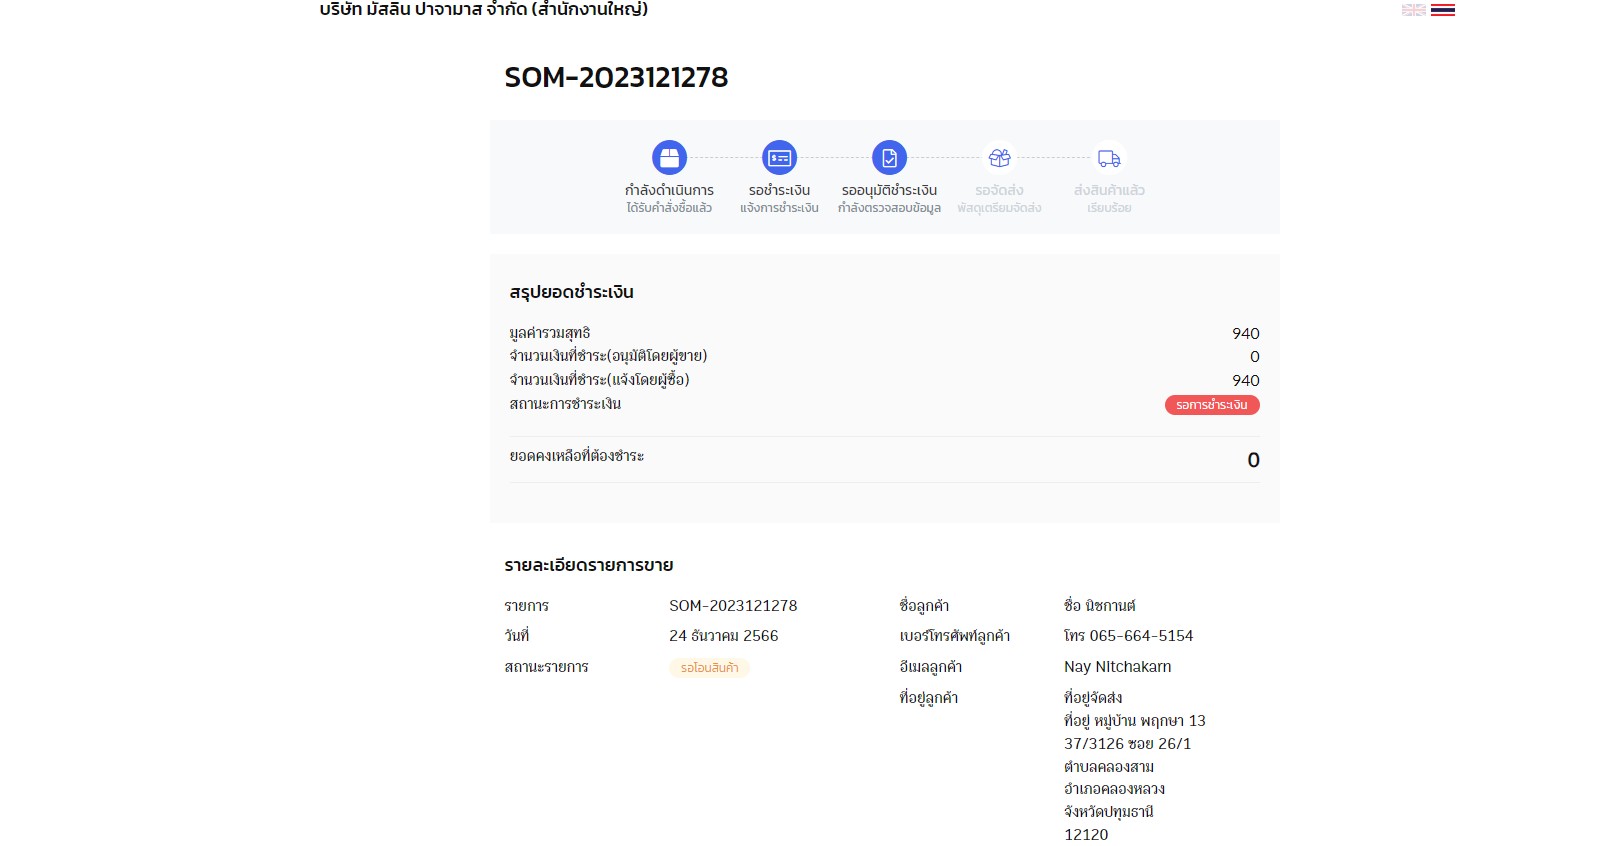 บริษัท มัสลิน ปาจามาส จำกัด (สำนักงานใหญ่)
SOM-2023121278
กำลังดำเนินการ
ได้รับคำสั่งซื้อแล้ว
รอชำระเงิน
แจ้งการชำระเงิน
รออนุมัติชำระเงิน
กำลังตรวจสอบข้อมูล
รอจัดส่ง
พัสดุเตรียมจัดส่ง
ส่งสินค้าแล้ว
เรียบร้อย
สรุปยอดชำระเงิน
มูลค่ารวมสุทธิ 940
จำนวนเงินที่ชำระ(อนุมัติโดยผู้ขาย) 0
จำนวนเงินที่ชำระ(แจ้งโดยผู้ซื้อ) 940
สถานะการชำระเงิน รอการชำระเงิน
ยอดคงเหลือที่ต้องชำระ 0
รายละเอียดรายการขาย
รายการ SOM-2023121278
วันที่ 24 ธันวาคม 2566
สถานะรายการ รอโอนสินค้า
ชื่อลูกค้า ชื่อ นิชกานต์
เบอร์โทรศัพท์ลูกค้า โทร 065-664-5154
อีเมลลูกค้า Nay NItchakarn
ที่อยู่ลูกค้า ที่อยู่จัดส่ง
ที่อยู่ หมู่บ้าน พฤกษา 13
37/3126 ซอย 26/1
ตำบลคลองสาม
อำเภอคลองหลวง
จังหวัดปทุมธานี
12120